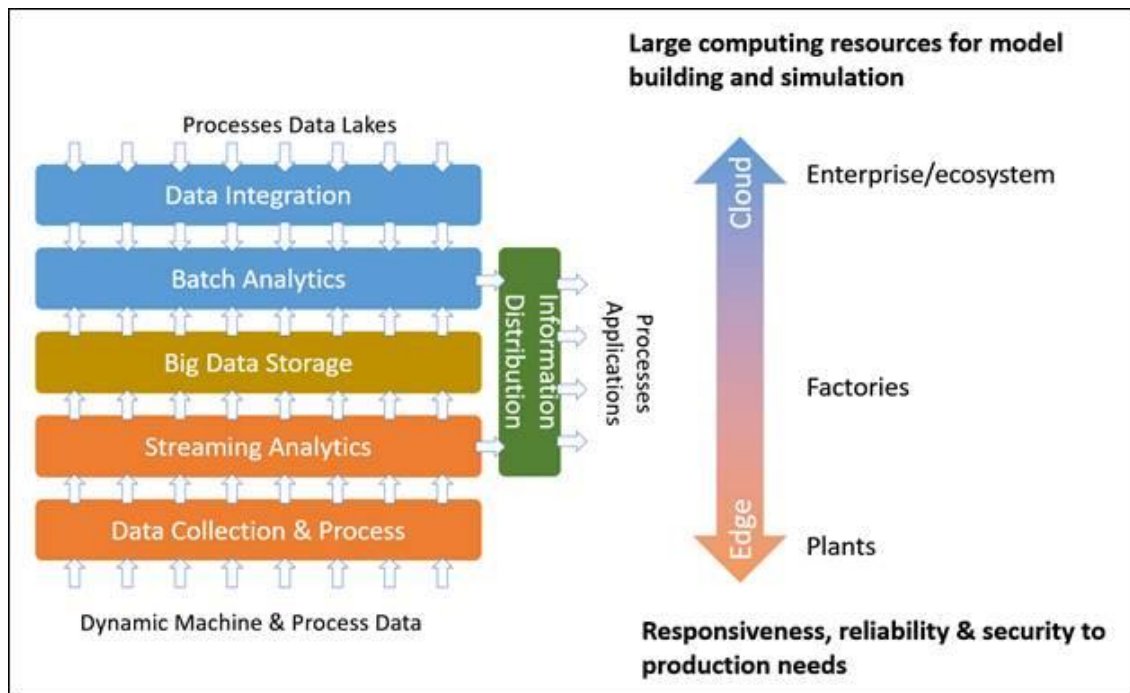 Large computing resources for model
building and simulation
Processes Data Lakes
Data Integration
Batch Analytics
Big Data Storage
Streaming Analytics
Data Collection & Process
Dynamic Machine & Process Data
Information
Distribution
Processes
Applications
Cloud
Edge
Enterprise/ecosystem
Factories
Plants
Responsiveness, reliability & security to
production needs